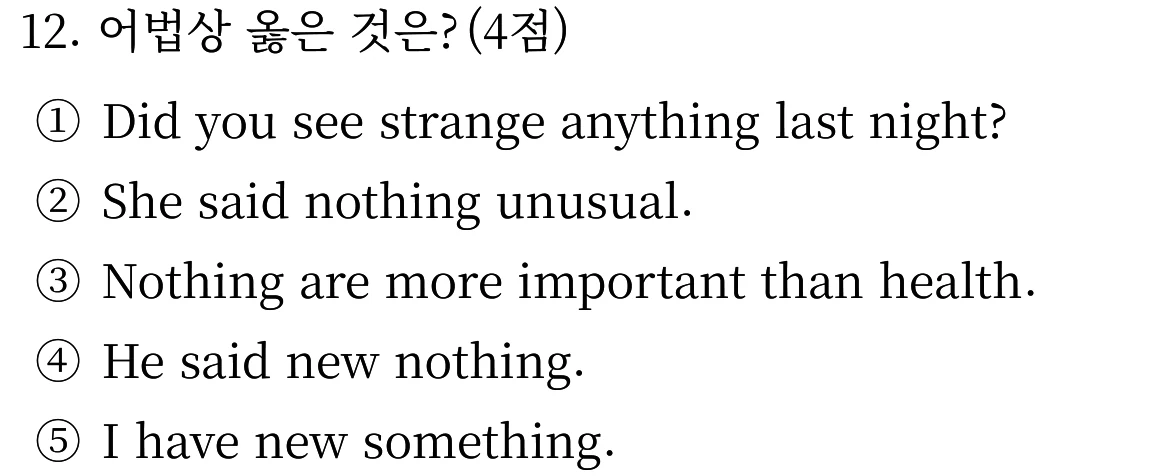 12. 어법상 옳은 것은?(4점)
① Did you see strange anything last night?
② She said nothing unusual.
③ Nothing are more important than health.
④ He said new nothing.
⑤ I have new something.